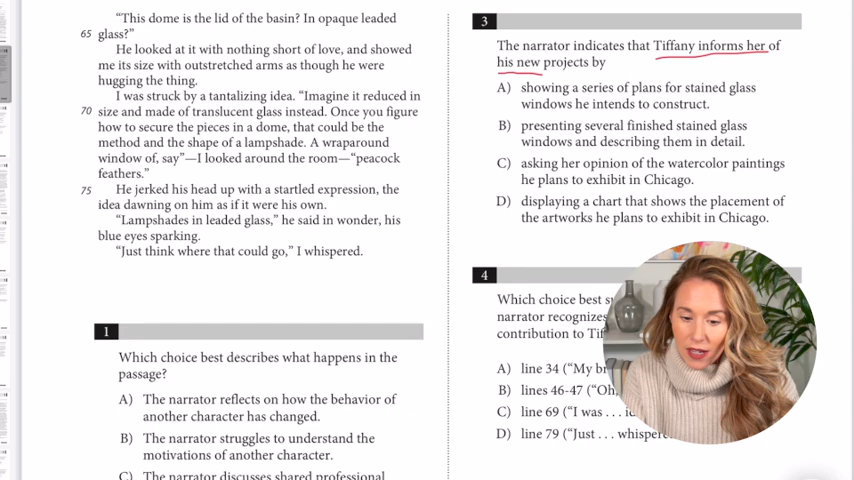 “This dome is the lid of the basin? In opaque leaded
65 glass?”
He looked at it with nothing short of love, and showed
me its size with outstretched arms as though he were
hugging the thing.
I was struck by a tantalizing idea. “Imagine it reduced in
70 size and made of translucent glass instead. Once you figure
how to secure the pieces in a dome, that could be the
method and the shape of a lampshade. A wraparound
window of, say”—I looked around the room—“peacock
feathers.”
75 He jerked his head up with a startled expression, the
idea dawning on him as if it were his own.
“Lampshades in leaded glass,” he said in wonder, his
blue eyes sparking.
“Just think where that could go,” I whispered.
1
Which choice best describes what happens in the
passage?
A) The narrator reflects on how the behavior of
another character has changed.
B) The narrator struggles to understand the
motivations of another character.
C) The narrator discusses shared professional
3
The narrator indicates that Tiffany informs her of
his new projects by
A) showing a series of plans for stained glass
windows he intends to construct.
B) presenting several finished stained glass
windows and describing them in detail.
C) asking her opinion of the watercolor paintings
he plans to exhibit in Chicago.
D) displaying a chart that shows the placement of
the artworks he plans to exhibit in Chicago.
4
Which choice best
narrator recognizes
contribution to
A) line 34 (“My
B) lines 46-47 (“Oh,
C) line 69 (“I was . . .
D) line 79 (“Just . . .